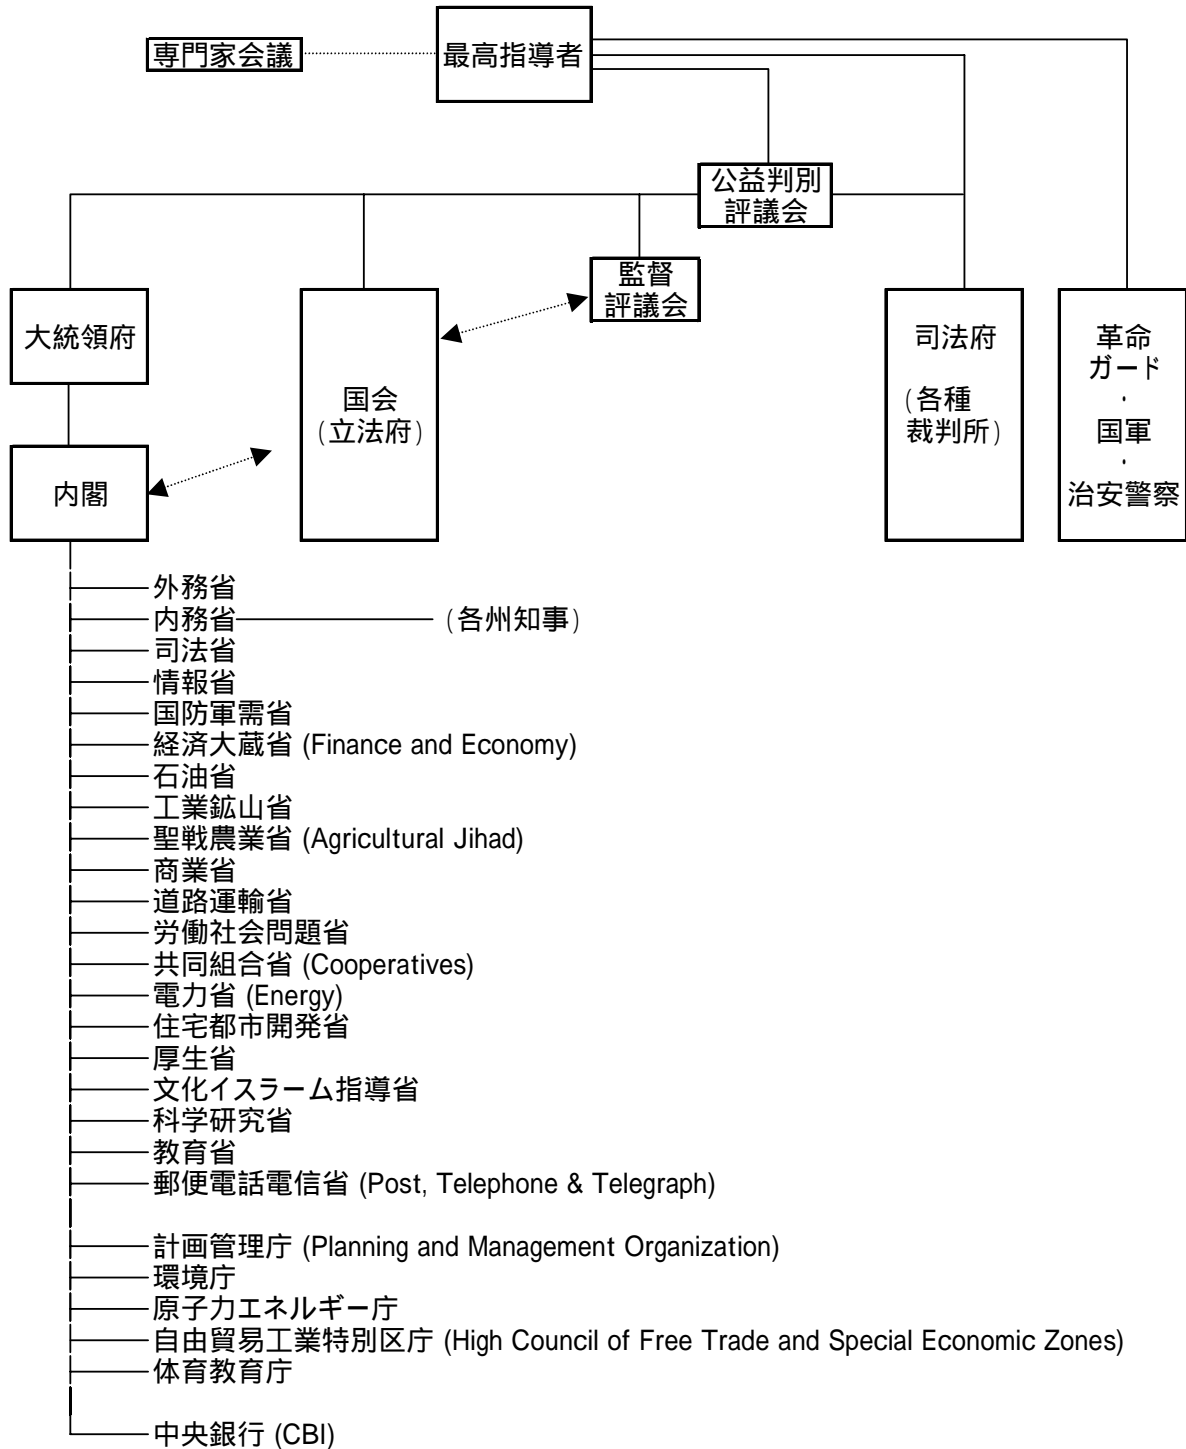 専門家会議
最高指導者
公益判別
評議会
監督
評議会
大統領府
国会
(立法府)
司法府
(各種
裁判所)
革命
ガード
・
国軍
・
治安警察
内閣
外務省
内務省 (各州知事)
司法省
情報省
国防軍需省
経済大蔵省 (Finance and Economy)
石油省
工業鉱山省
聖戦農業省 (Agricultural Jihad)
商業省
道路運輸省
労働社会問題省
共同組合省 (Cooperatives)
電力省 (Energy)
住宅都市開発省
厚生省
文化イスラーム指導省
科学研究省
教育省
郵便電話電信省 (Post, Telephone & Telegraph)
計画管理庁 (Planning and Management Organization)
環境庁
原子力エネルギー庁
自由貿易工業特別区庁 (High Council of Free Trade and Special Economic Zones)
体育教育庁
中央銀行 (CBI)